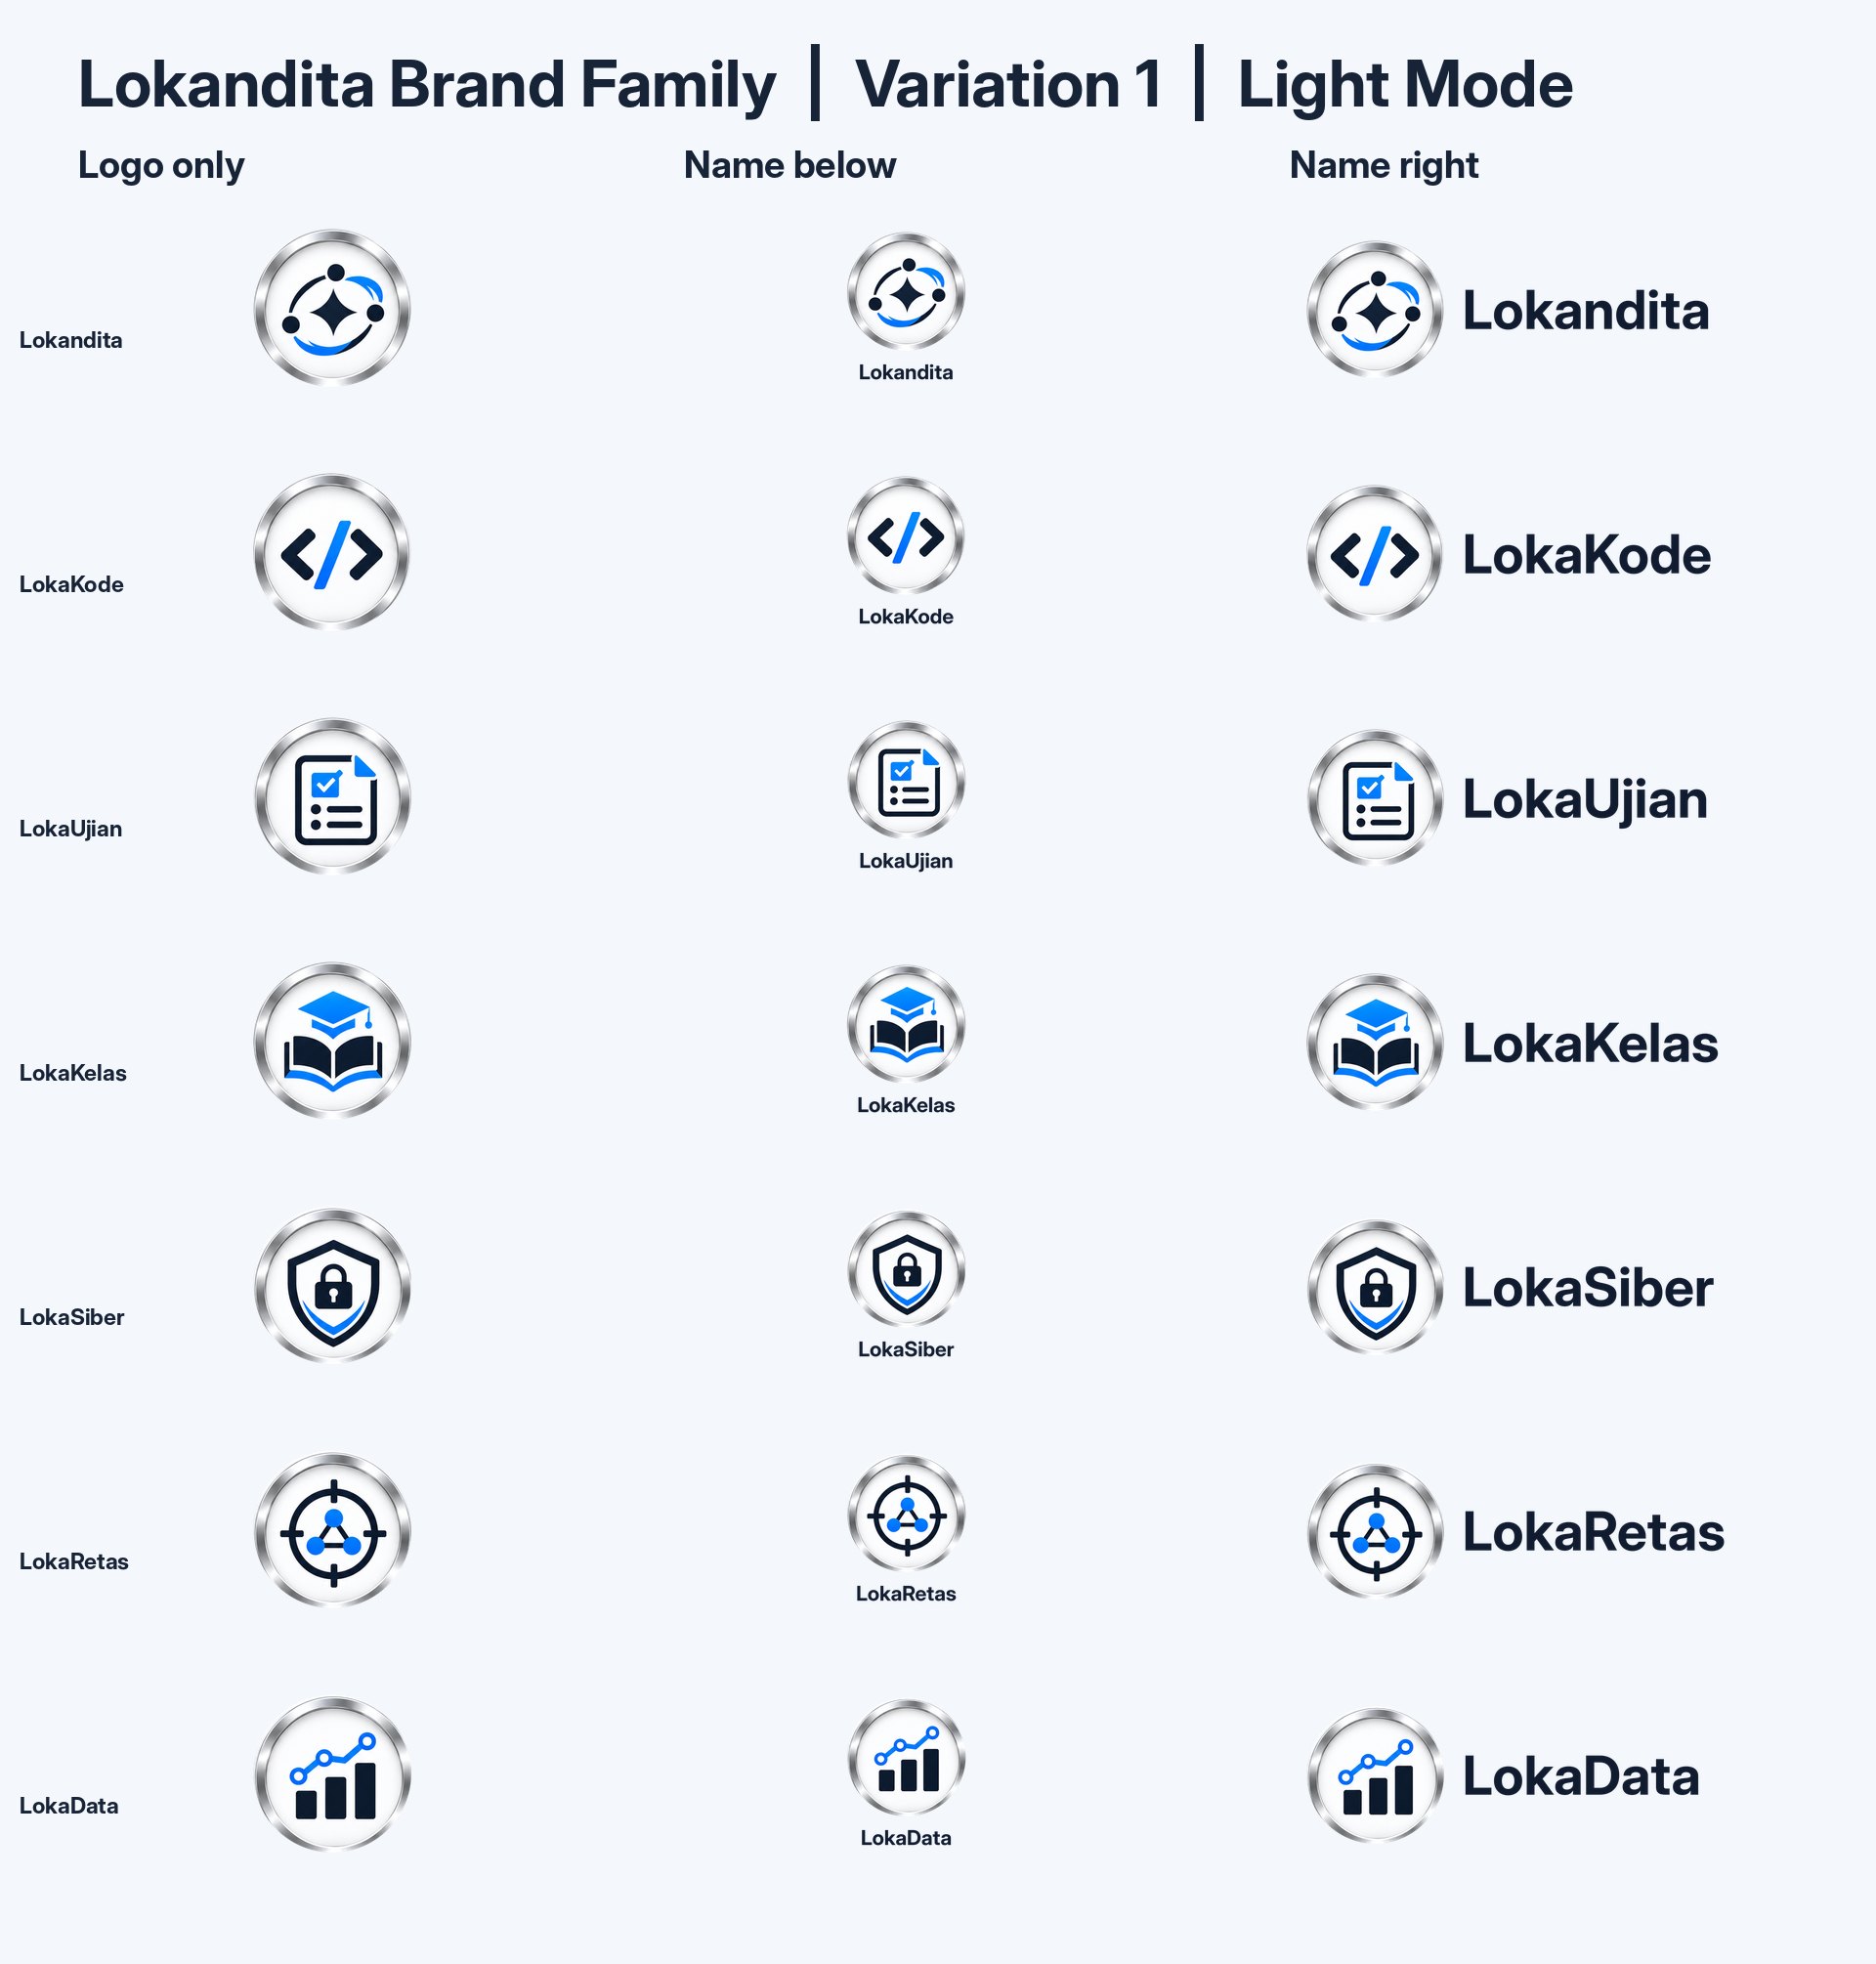 Lokandita Brand Family | Variation 1 | Light Mode
Logo only
Name below
Name right
Lokandita
Lokandita
Lokandita
LokaKode
LokaKode
LokaKode
LokaUjian
LokaUjian
LokaUjian
LokaKelas
LokaKelas
LokaKelas
LokaSiber
LokaSiber
LokaSiber
LokaRetas
LokaRetas
LokaRetas
LokaData
LokaData
LokaData